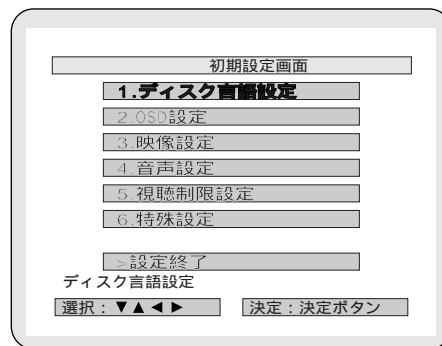 初期設定画面
1.ディスク言語設定
2.OSD設定
3.映像設定
4.音声設定
5.視聴制限設定
6.特殊設定
>設定終了
ディスク言語設定
選択：▼▲◀▶ 決定：決定ボタン